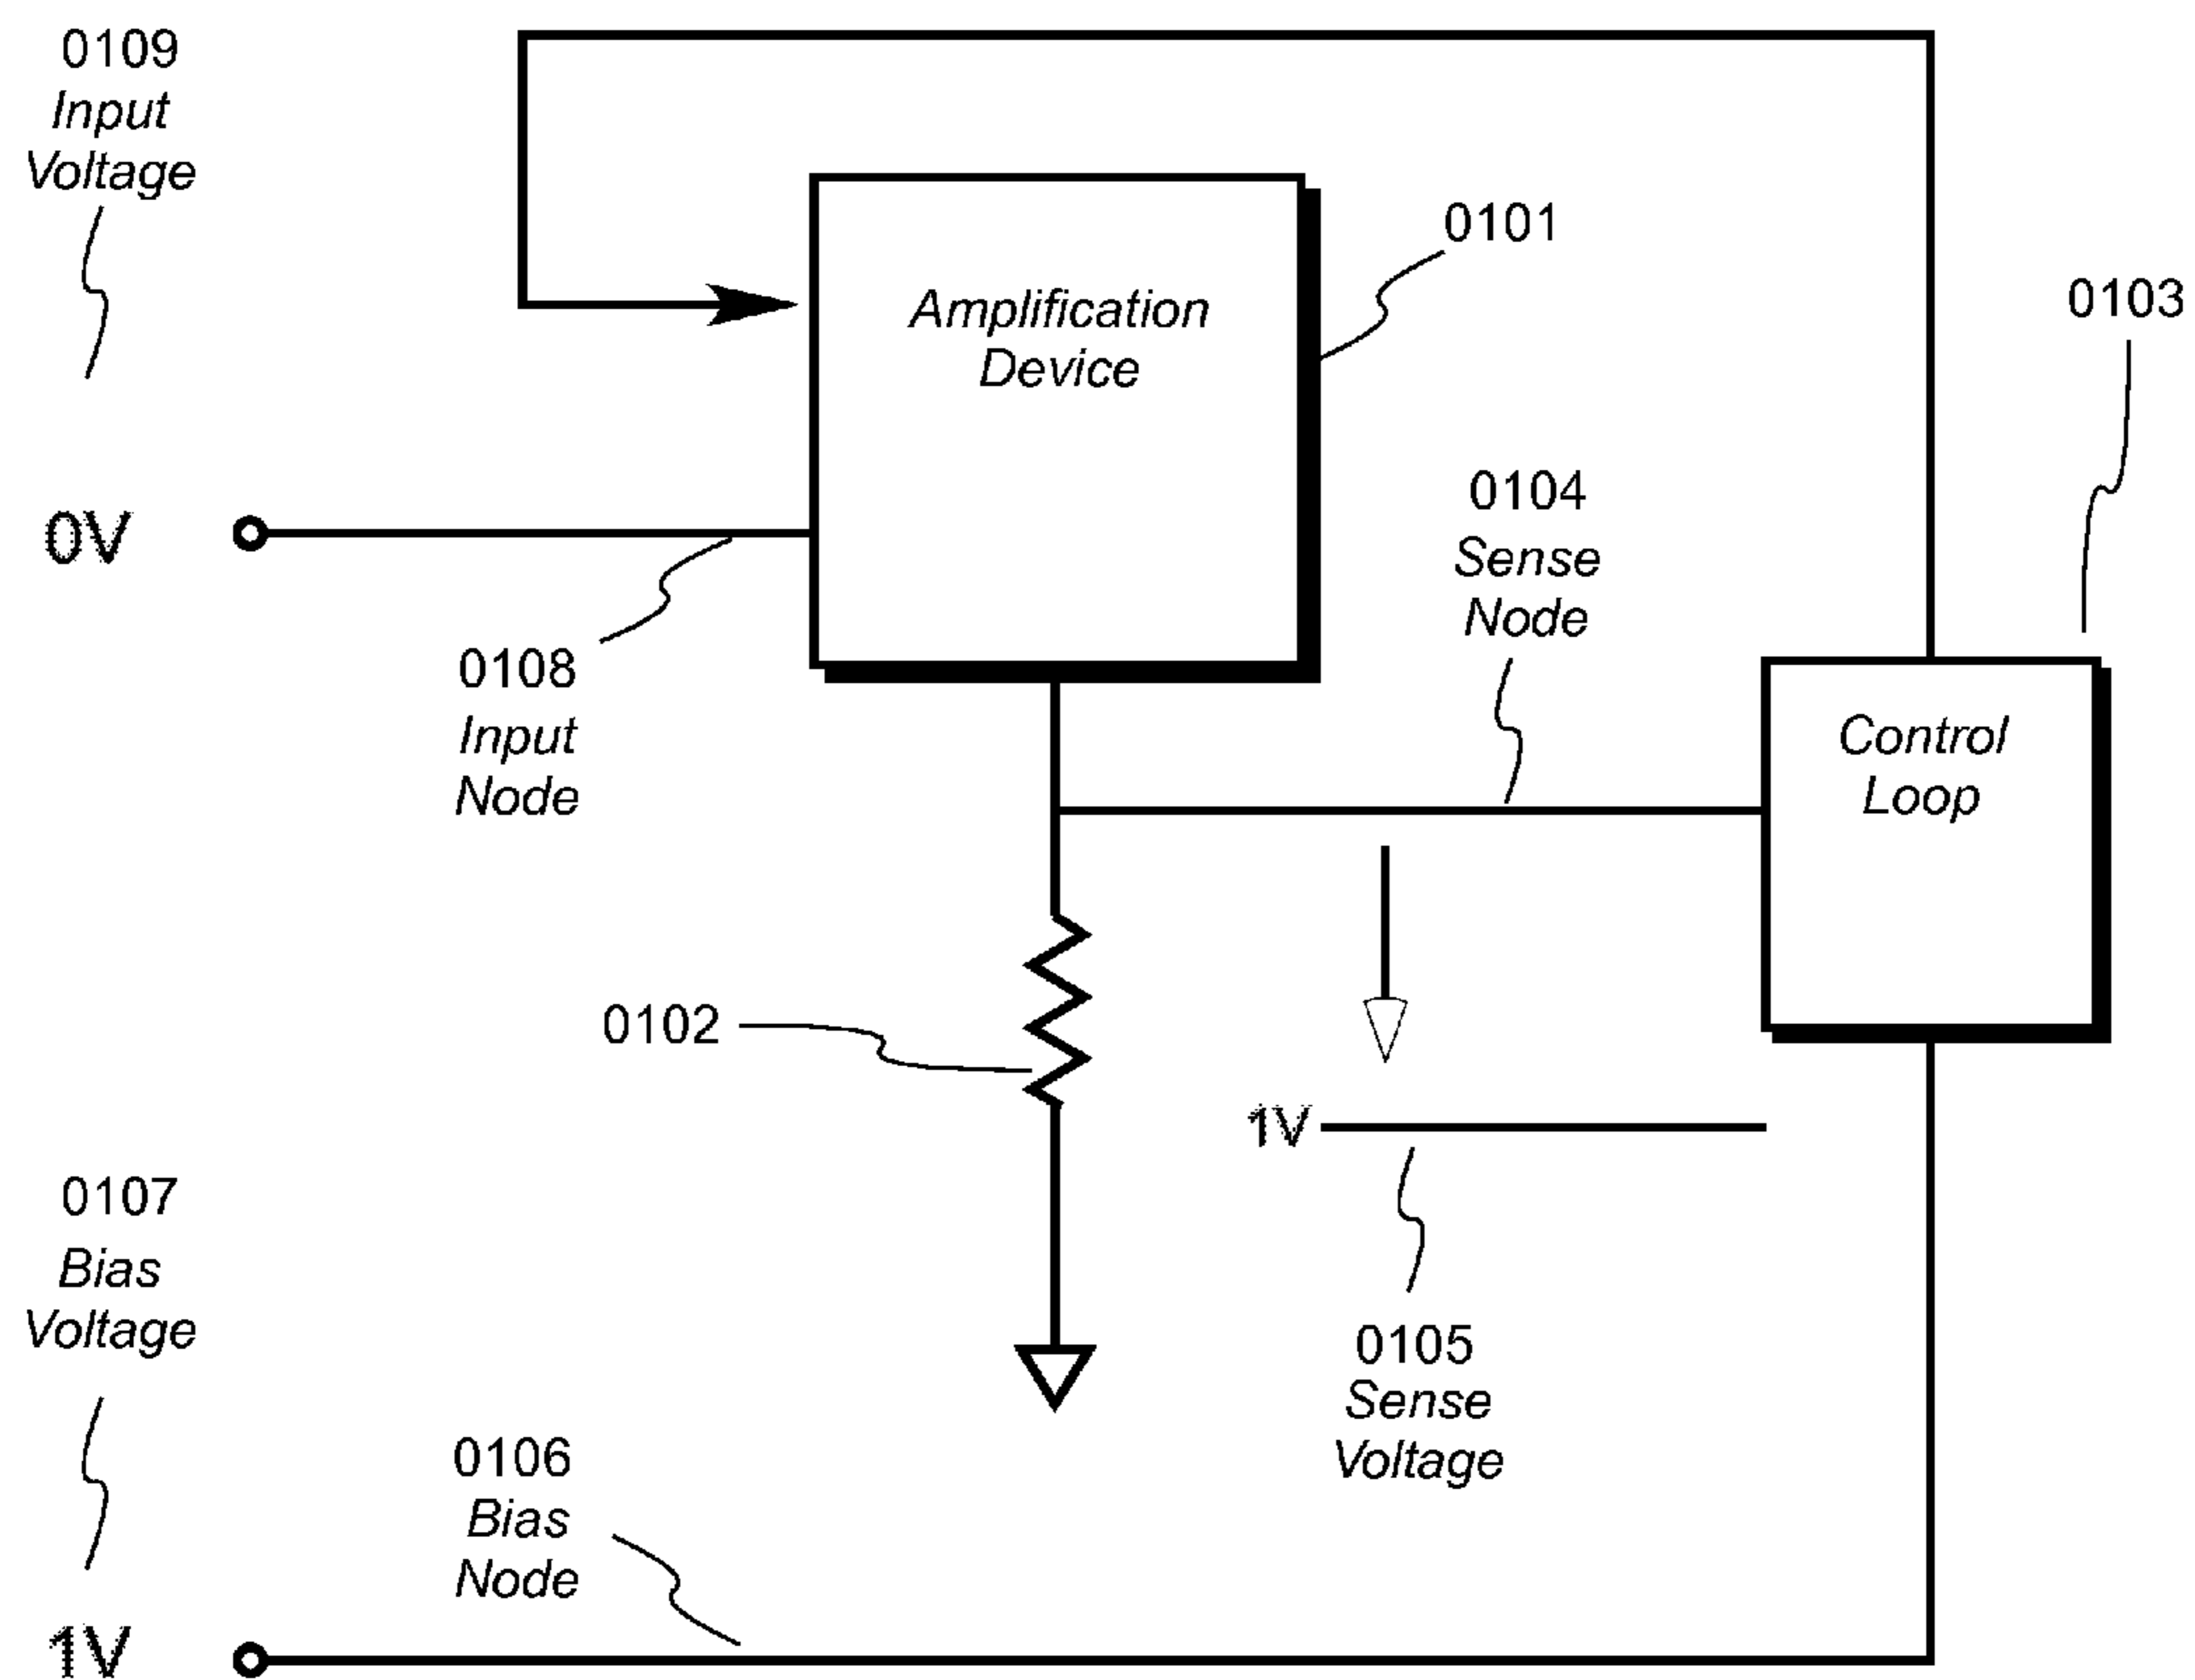 0109
Input
Voltage
0101
Amplification
Device
0103
0V
0104
Sense
Node
0108
Input
Node
Control
Loop
0102
1V
0107
Bias
Voltage
0105
Sense
Voltage
0106
Bias
Node
1V